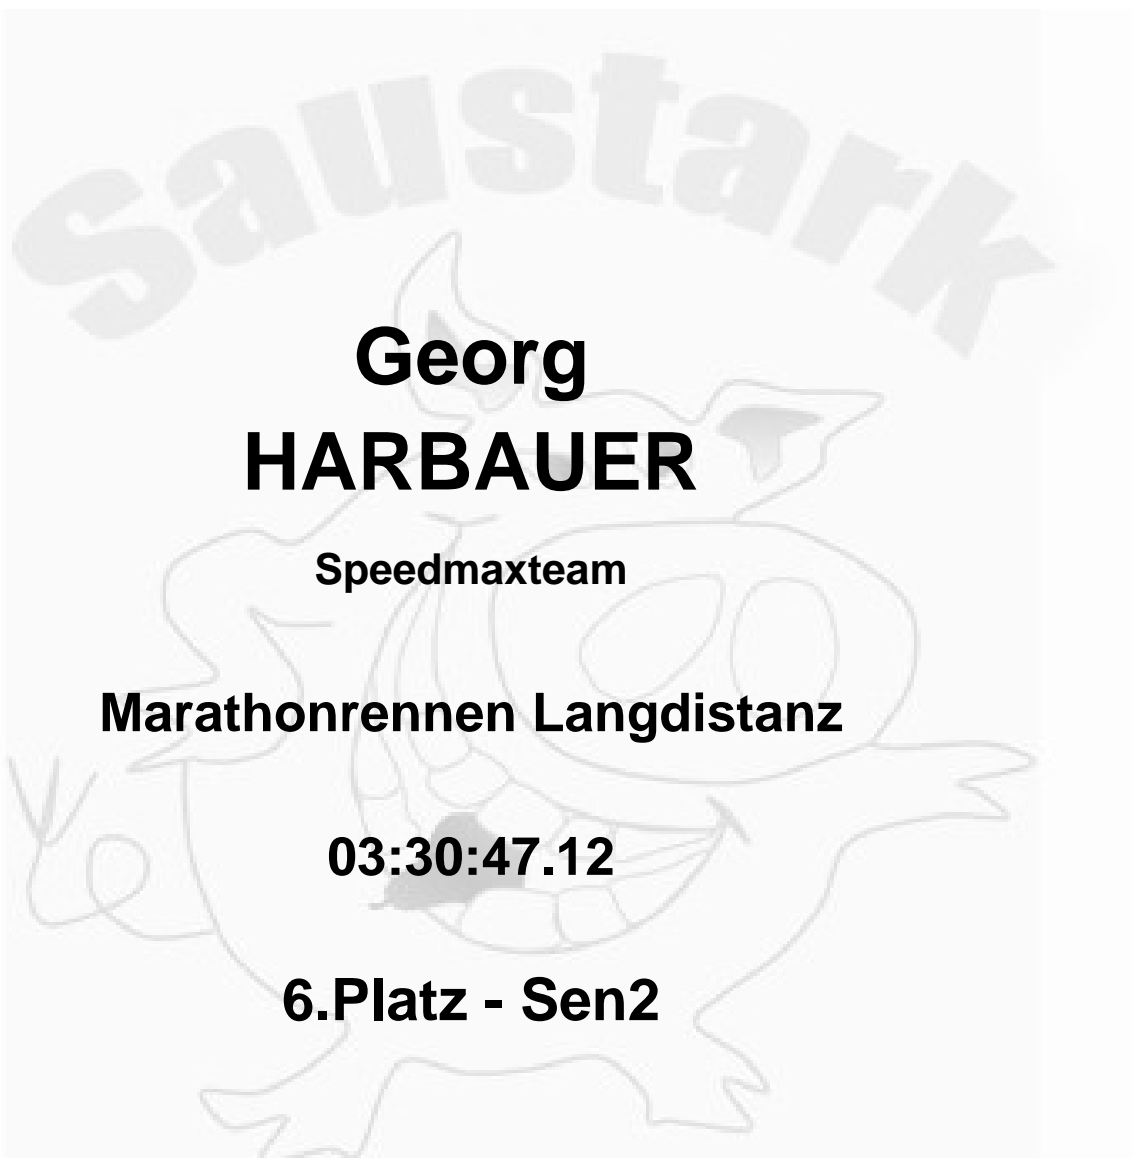 Saustark
Georg
HARBAUER
Speedmaxteam
Marathonrennen Langdistanz
03:30:47.12
6.Platz - Sen2